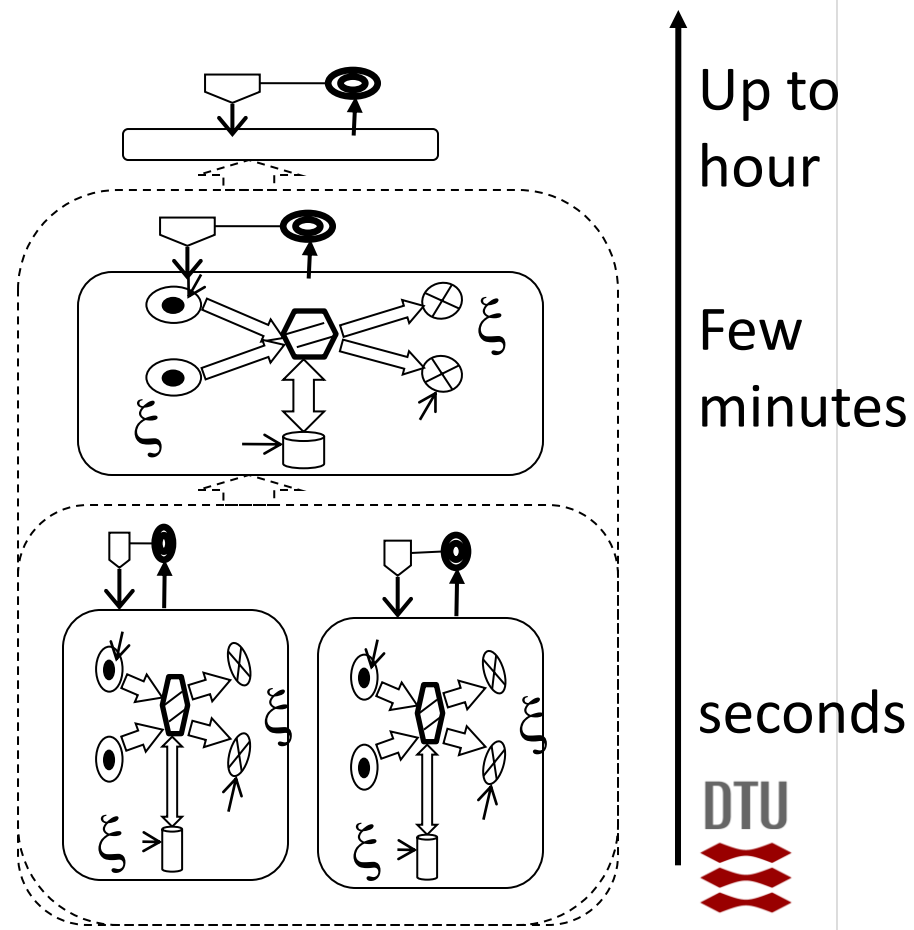 Up to
hour
ξ
Few
minutes
ξ
seconds
ξ
ξ
DTU
ξ
ξ